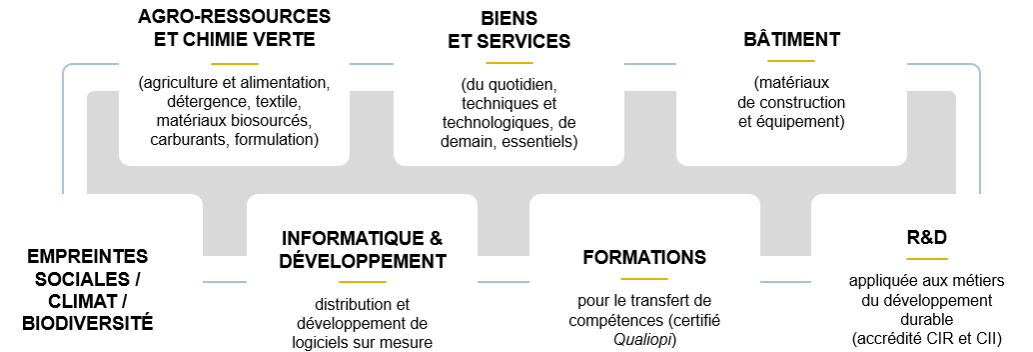 AGRO-RESSOURCES
ET CHIMIE VERTE
(agriculture et alimentation,
détergence, textile,
matériaux biosourcés,
carburants, formulation)
BIENS
ET SERVICES
(du quotidien,
techniques et
technologiques, de
demain, essentiels)
BÂTIMENT
(matériaux
de construction
et équipement)
EMPREINTES
SOCIALES /
CLIMAT /
BIODIVERSITÉ
INFORMATIQUE &
DÉVELOPPEMENT
distribution et
développement de
logiciels sur mesure
FORMATIONS
pour le transfert de
compétences (certifié
Qualiopi)
R&D
appliquée aux métiers
du développement
durable
(accrédité CIR et CII)